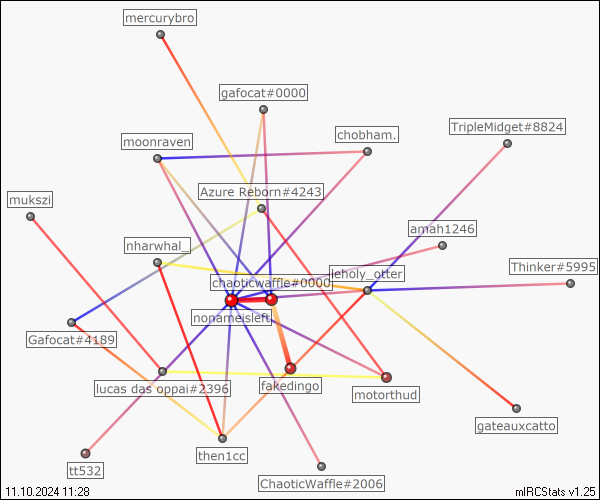 mercurybro
gafocat#0000
TripleMidget#8824
chobham.
moonraven
Azure Reborn#4243
mukszi
amah1246
nharwhal_
Thinker#5995
ieholy_otter
chaoticwaffle#0000
nonameisleft
Gafocat#4189
fakedingo
lucas das oppai#2396
motorthud
gateauxcatto
then1cc
tt532
ChaoticWaffle#2006
11.10.2024 11:28
mIRCStats v1.25